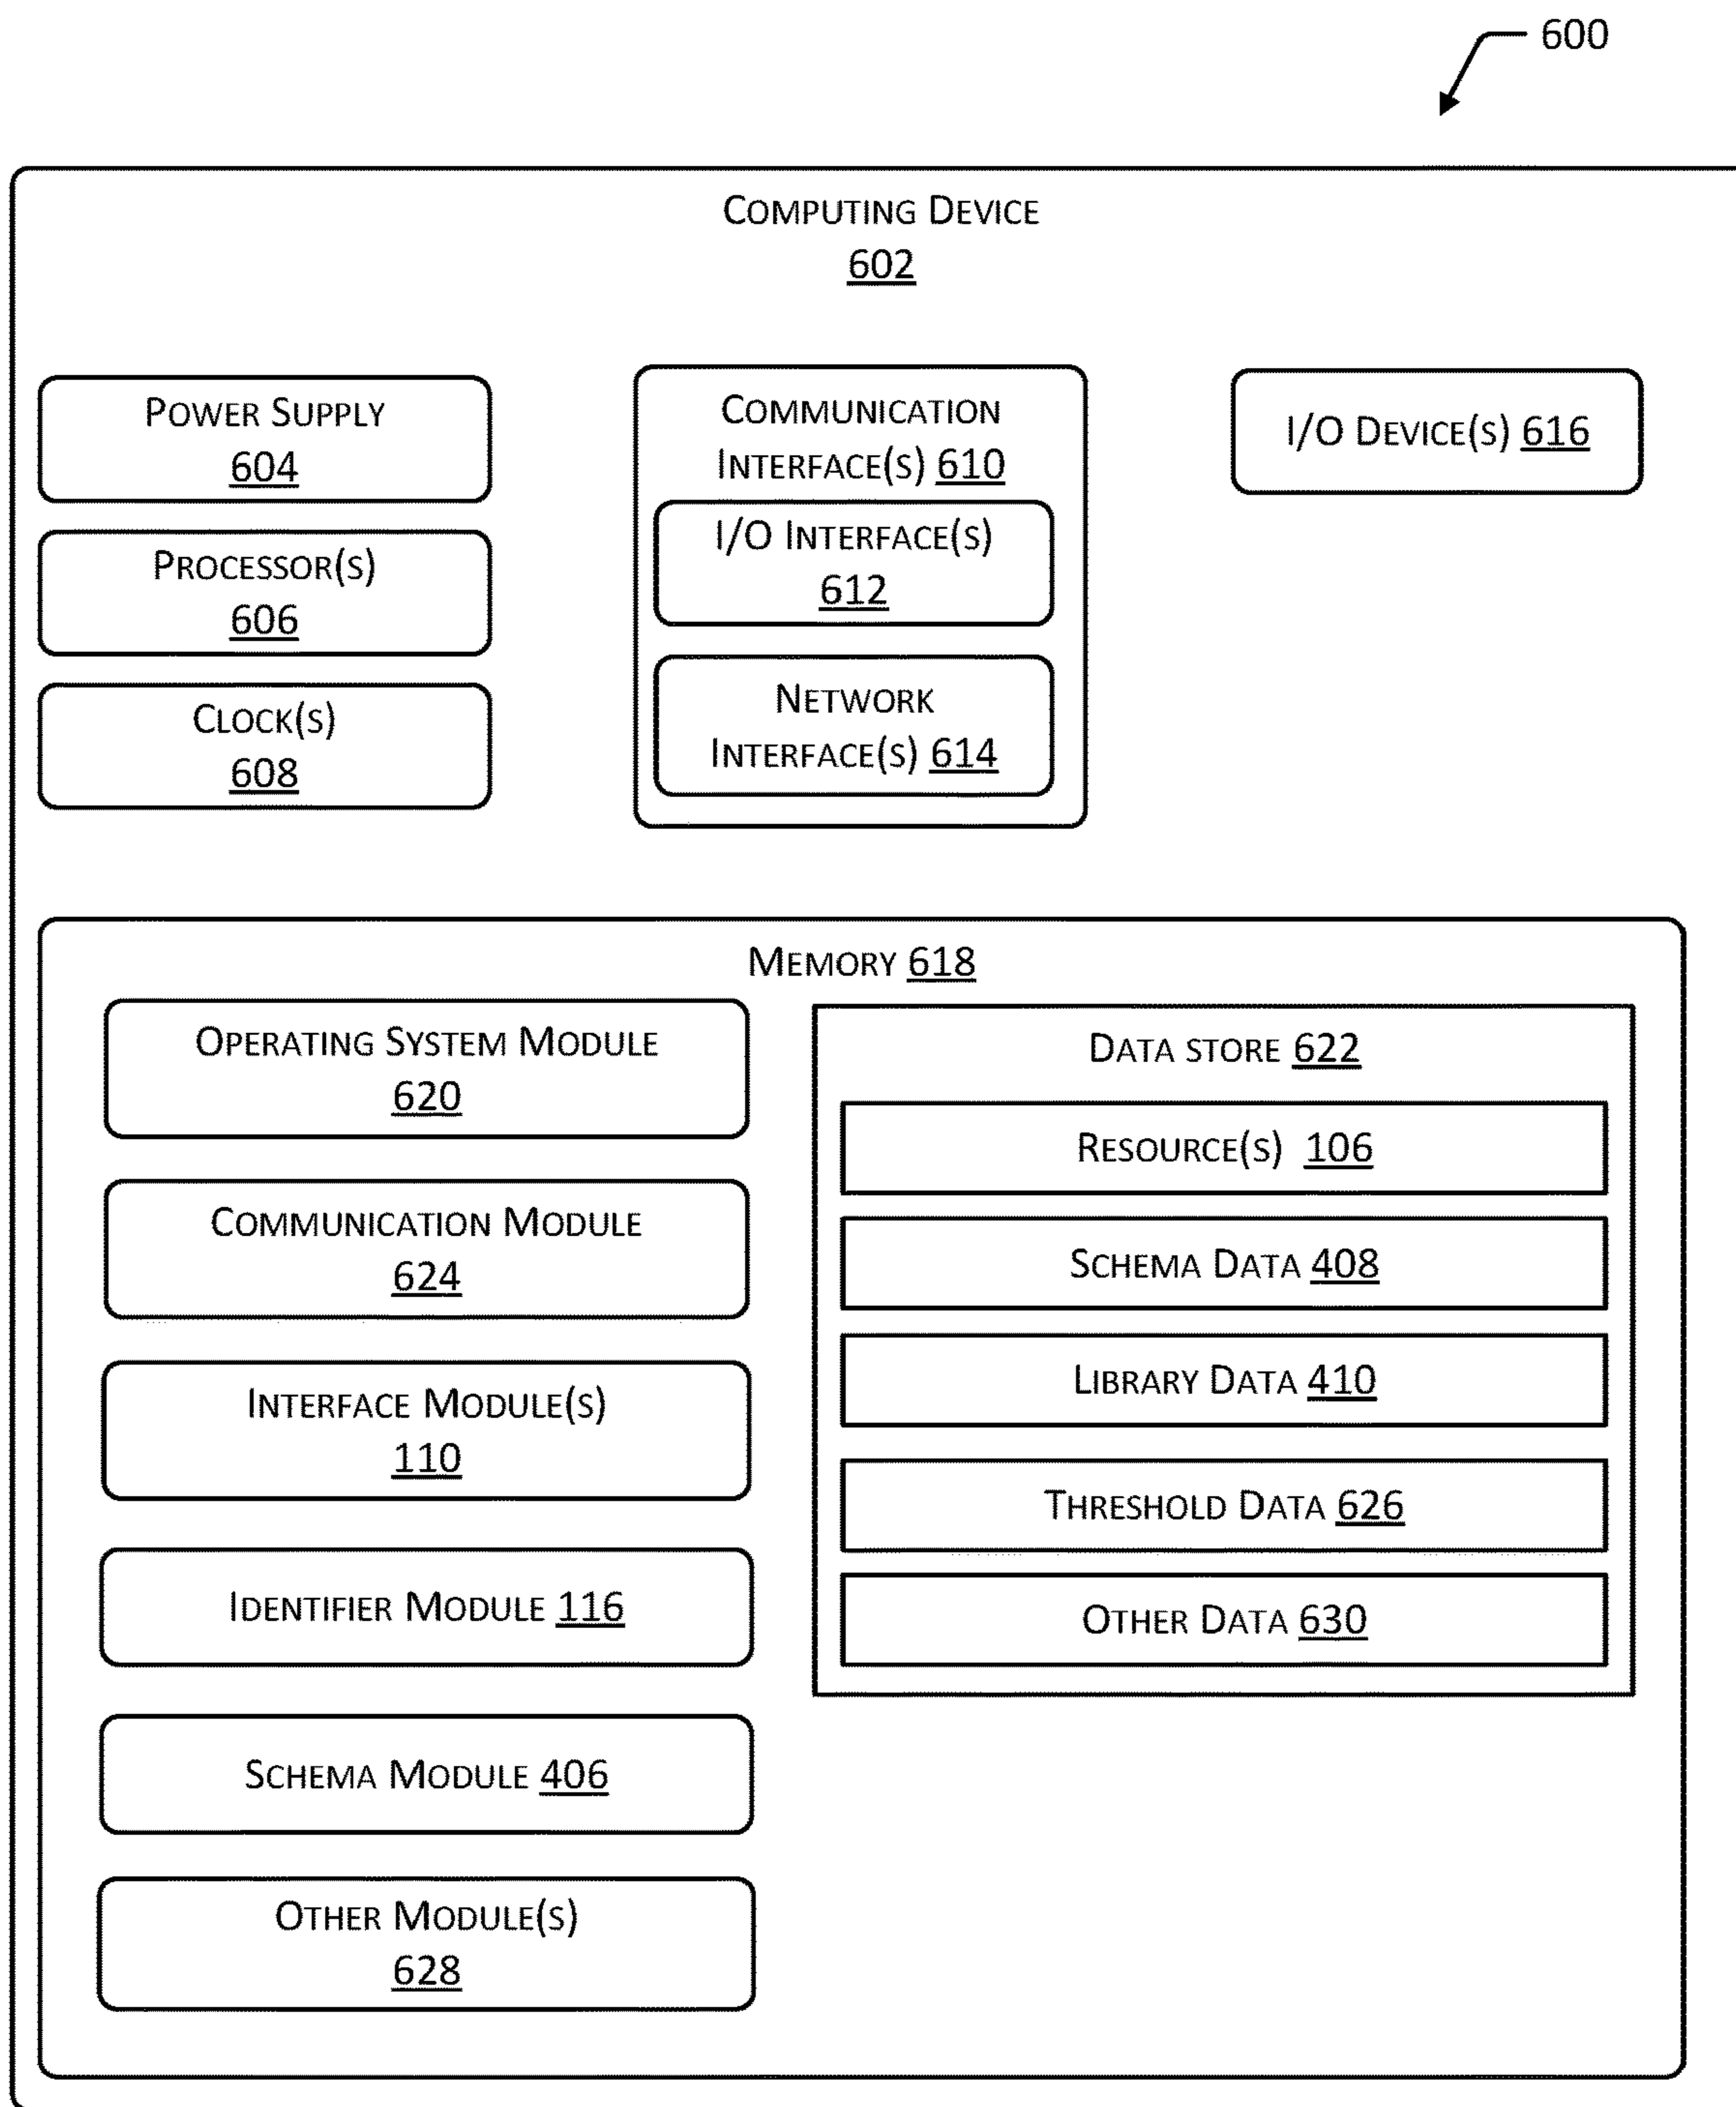 600
Computing Device
602
Power Supply
604
Processor(s)
606
Clock(s)
608
Communication
Interface(s) 610
I/O Interface(s)
612
Network
Interface(s) 614
I/O Device(s) 616
Memory 618
Operating System Module
620
Communication Module
624
Interface Module(s)
110
Identifier Module 116
Schema Module 406
Other Module(s)
628
Data store 622
Resource(s) 106
Schema Data 408
Library Data 410
Threshold Data 626
Other Data 630